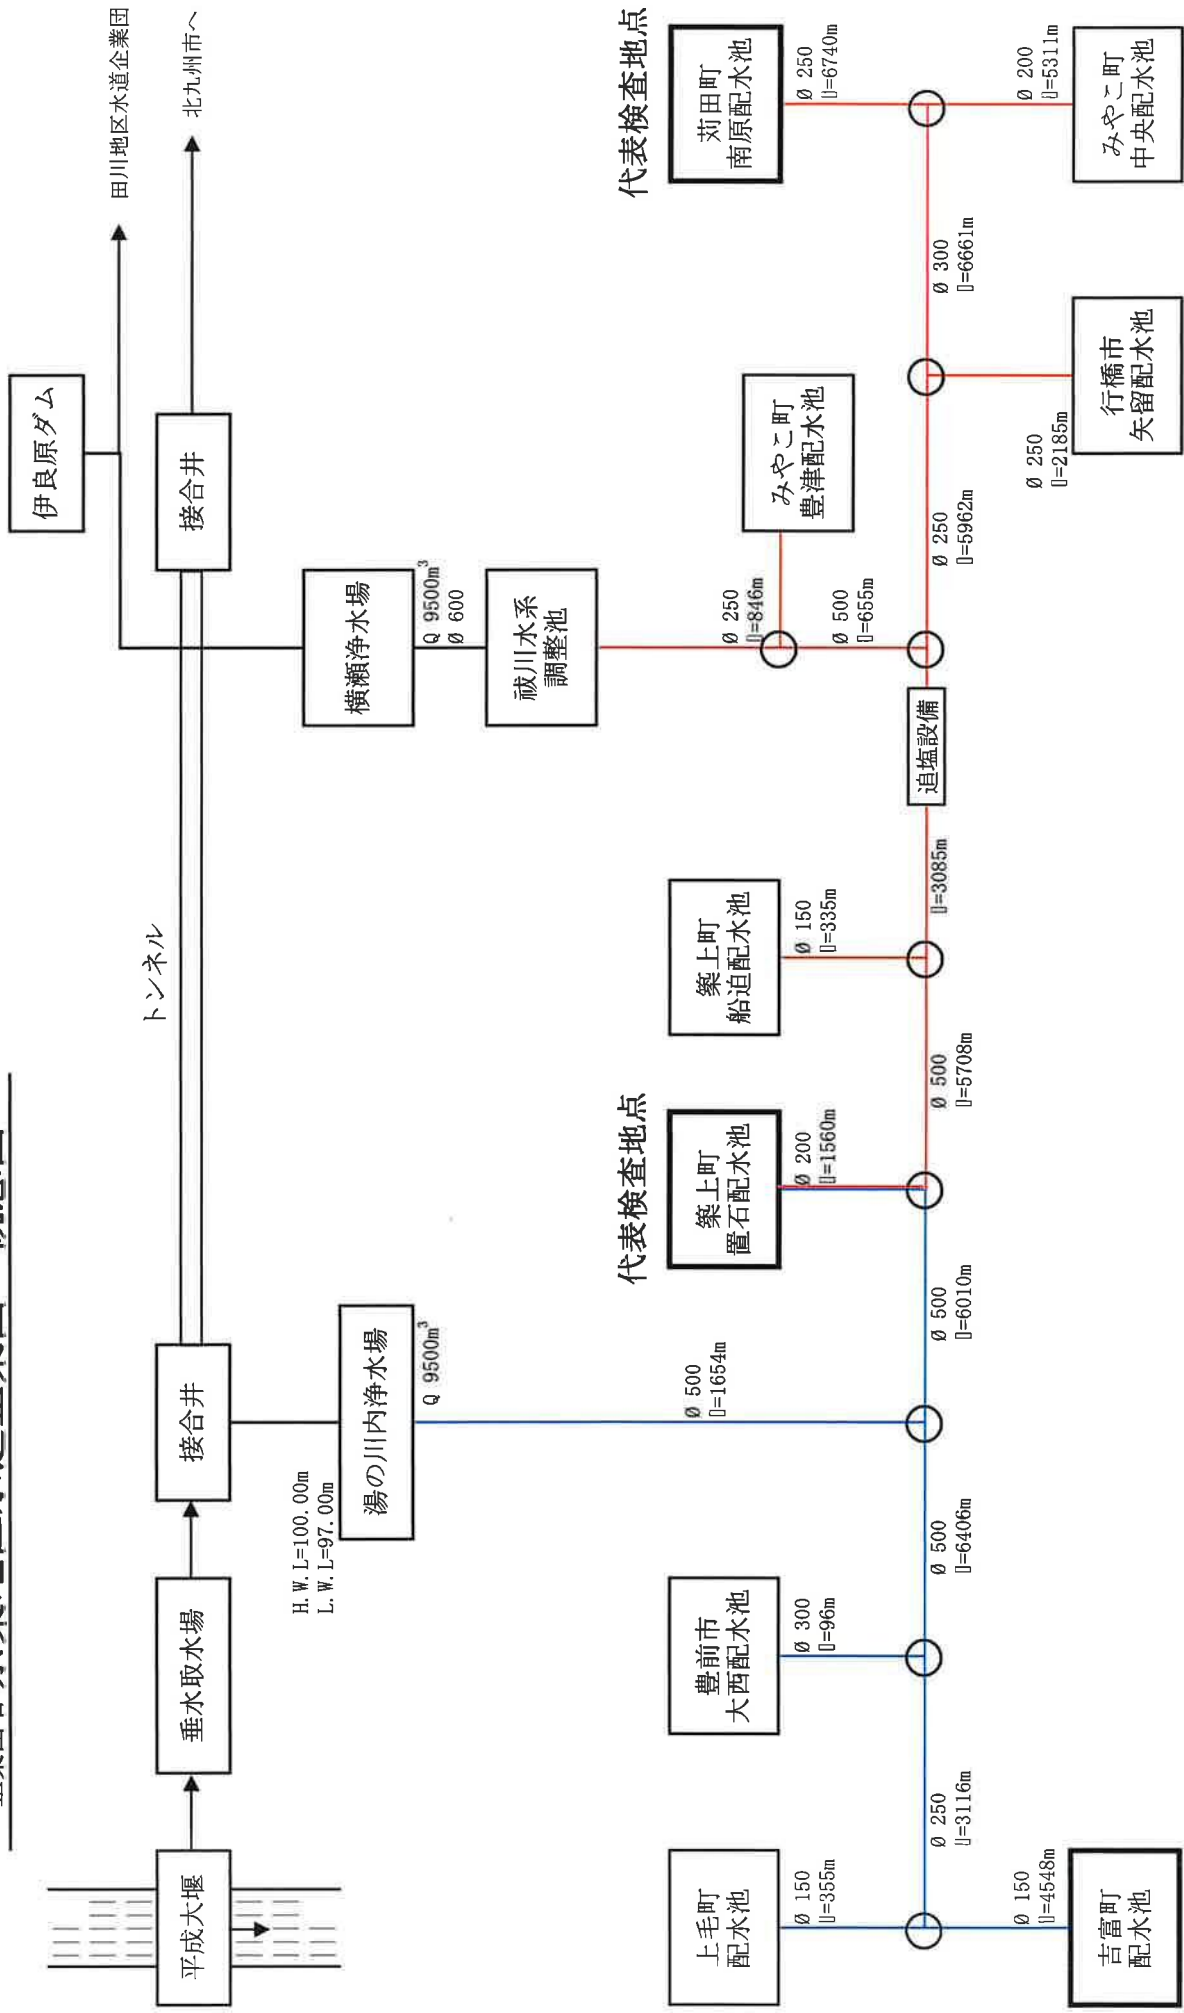 伊良原ダム
田川地区水道企業団
北九州市へ
平成大堰
垂水取水場
接合井
トンネル
接合井
H.W.L=100.00m
L.W.L=97.00m
湯の川内浄水場
Q 9500m³
横瀬浄水場
Q 9500m³
Ø 600
祓川水系
調整池
Ø 500
▯=1654m
代表検査地点
代表検査地点
上毛町
配水池
Ø 150
▯=355m
豊前市
大西配水池
Ø 300
▯=96m
築上町
置石配水池
Ø 200
▯=1560m
築上町
船迫配水池
Ø 150
▯=335m
みやこ町
豊津配水池
Ø 250
▯=846m
Ø 500
▯=655m
苅田町
南原配水池
Ø 250
▯=6740m
Ø 250
▯=3116m
Ø 500
▯=6406m
Ø 500
▯=6010m
Ø 500
▯=5708m
▯=3085m
追塩設備
Ø 250
▯=5962m
Ø 300
▯=6661m
Ø 150
▯=4548m
吉富町
配水池
Ø 250
▯=2185m
行橋市
矢留配水池
Ø 200
▯=5311m
みやこ町
中央配水池